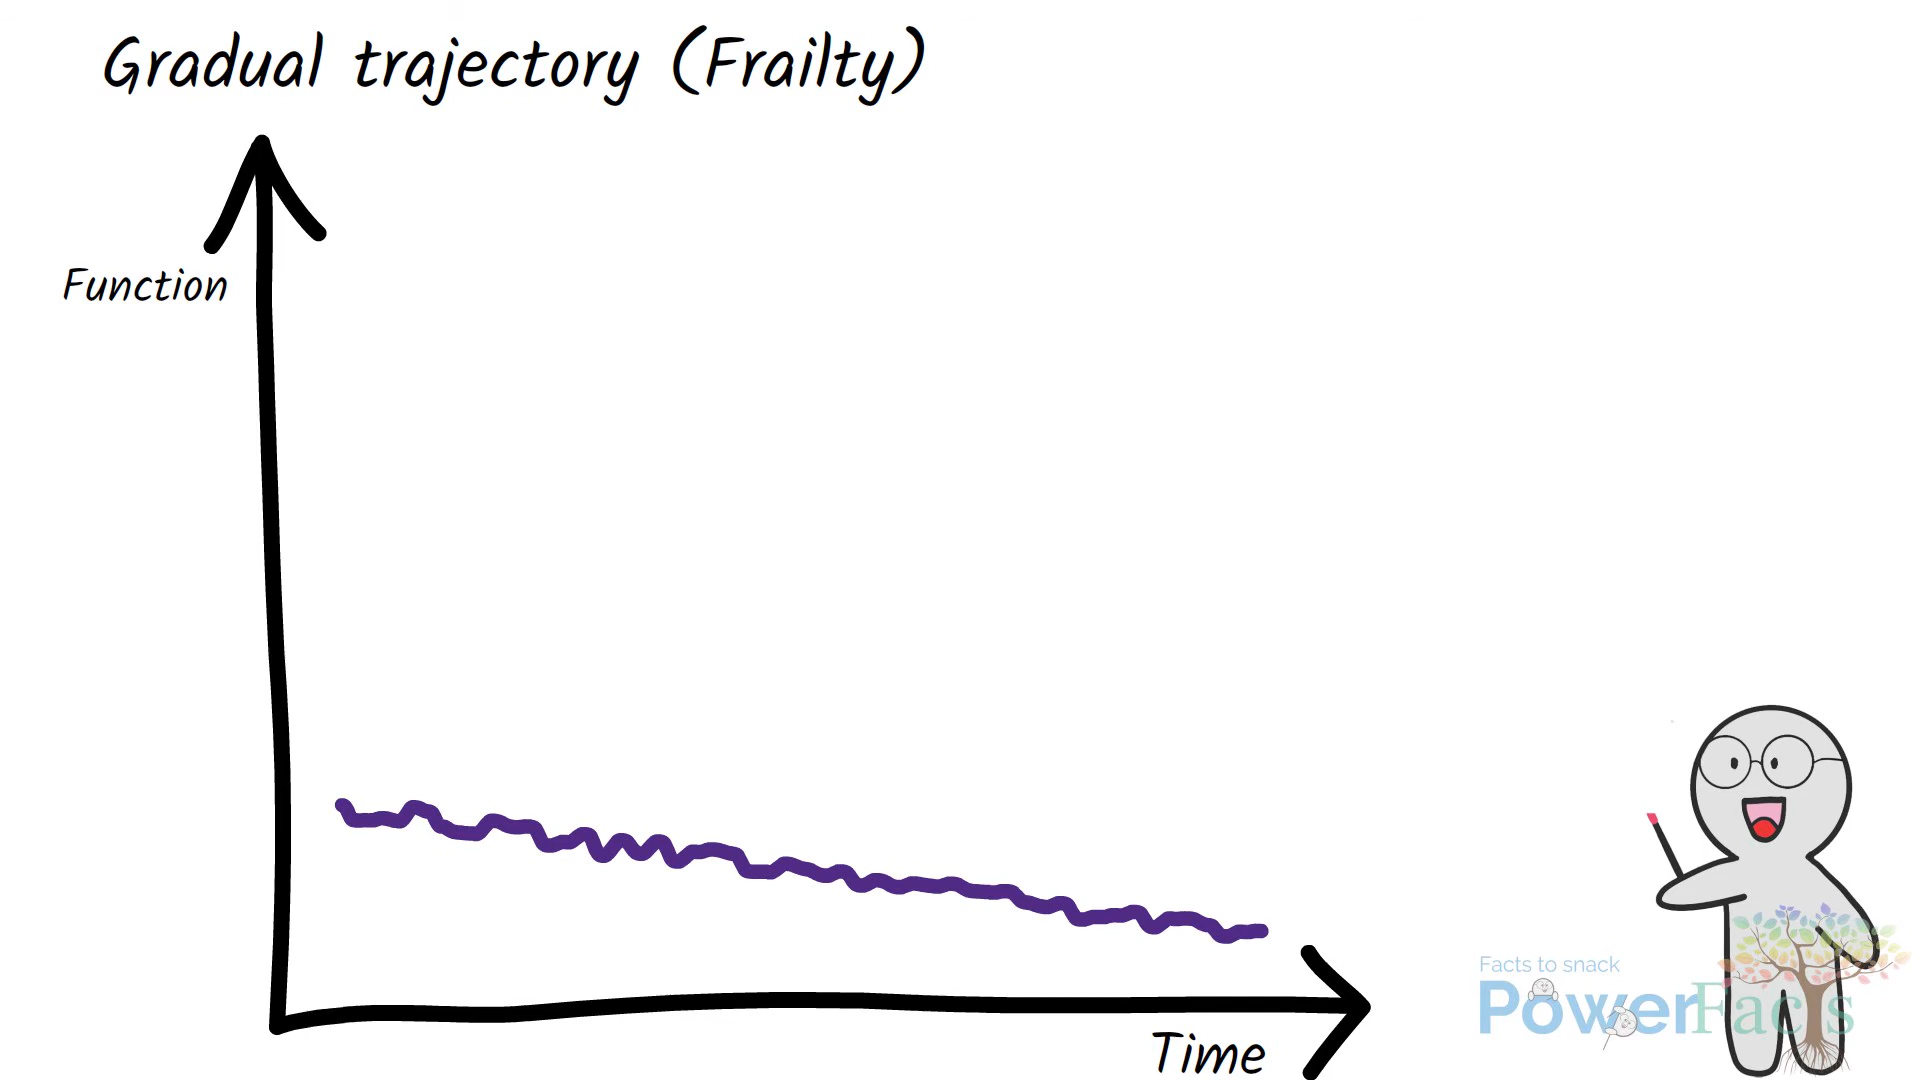 Gradual trajectory (Frailty)
Function
Time
Facts to snack
PowerFacts